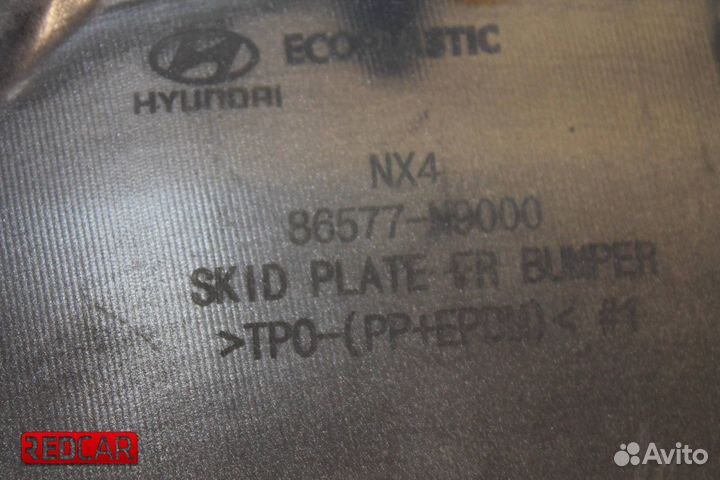 HYUNDAI
ECOPLASTIC
NX4
86577-N9000
SKID PLATE FR BUMPER
>TPO-(PP+EPDM)< #1
REDCAR
Avito